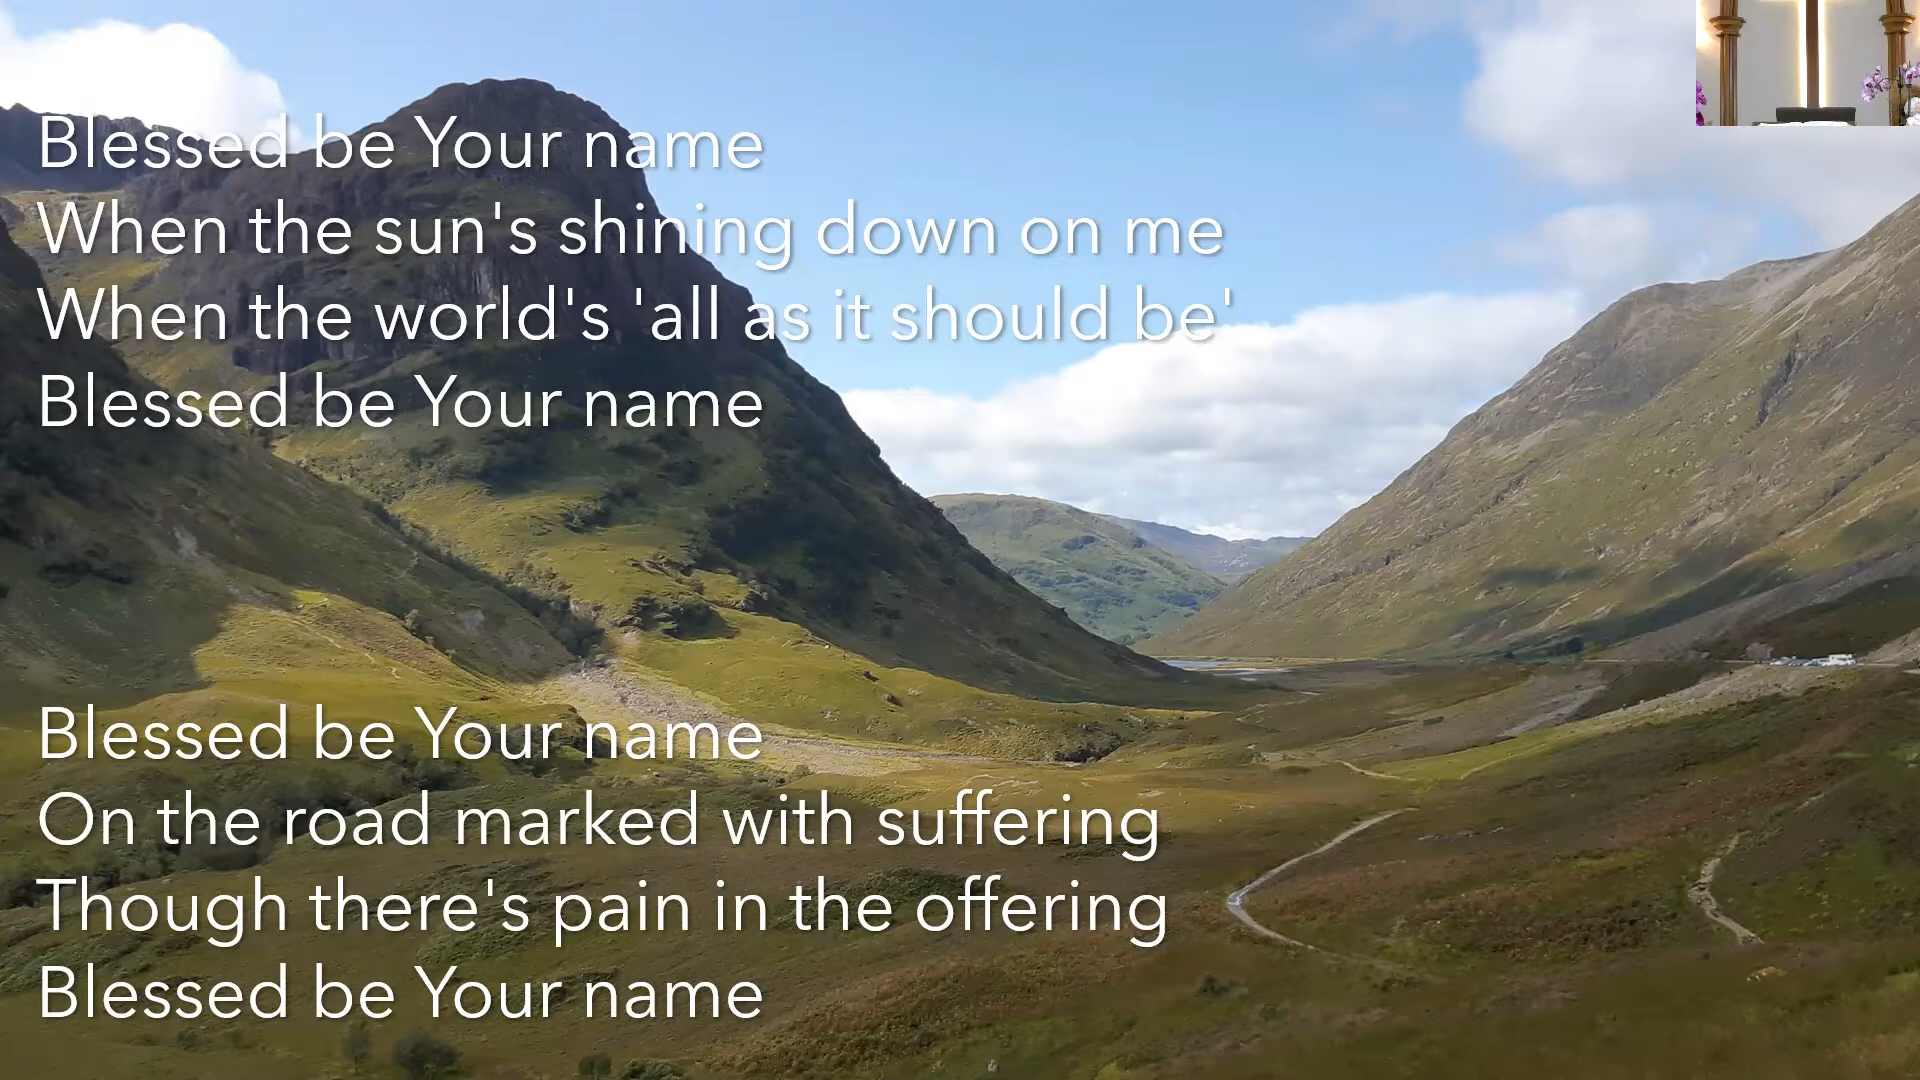 Blessed be Your name
When the sun's shining down on me
When the world's 'all as it should be'
Blessed be Your name
Blessed be Your name
On the road marked with suffering
Though there's pain in the offering
Blessed be Your name